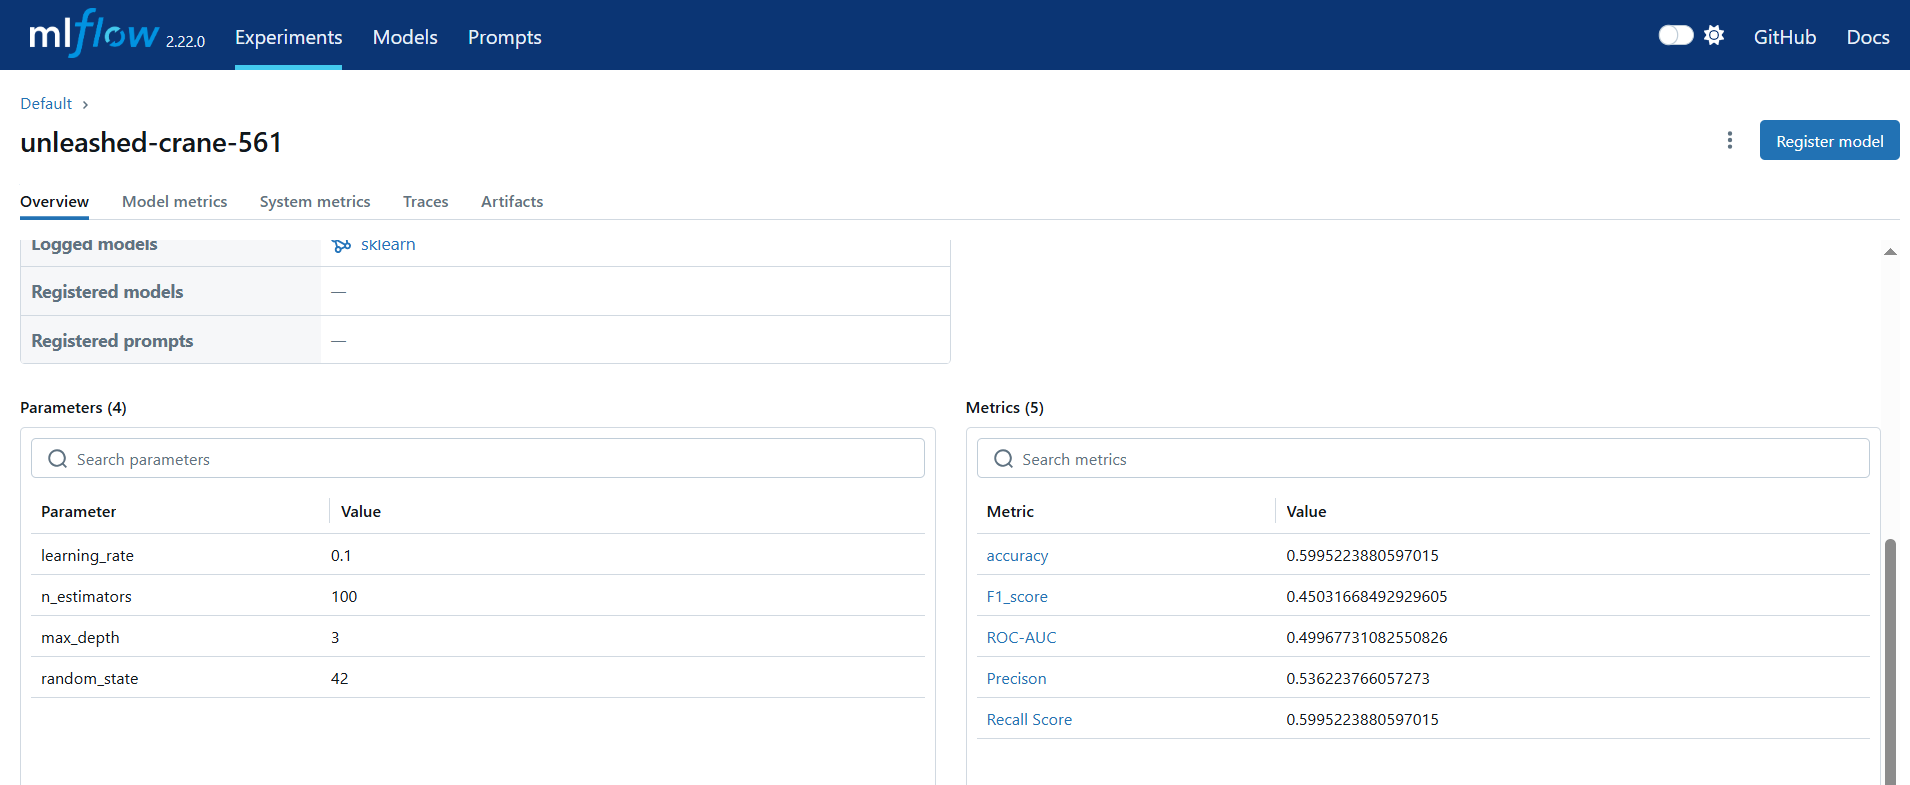 mlflow 2.22.0 Experiments Models Prompts GitHub Docs
Default
unleashed-crane-561
Register model
Overview Model metrics System metrics Traces Artifacts
Logged models sklearn
Registered models —
Registered prompts —
Parameters (4)
Search parameters
Parameter Value
learning_rate 0.1
n_estimators 100
max_depth 3
random_state 42
Metrics (5)
Search metrics
Metric Value
accuracy 0.5995223880597015
F1_score 0.45031668492929605
ROC-AUC 0.49967731082550826
Precison 0.536223766057273
Recall Score 0.5995223880597015